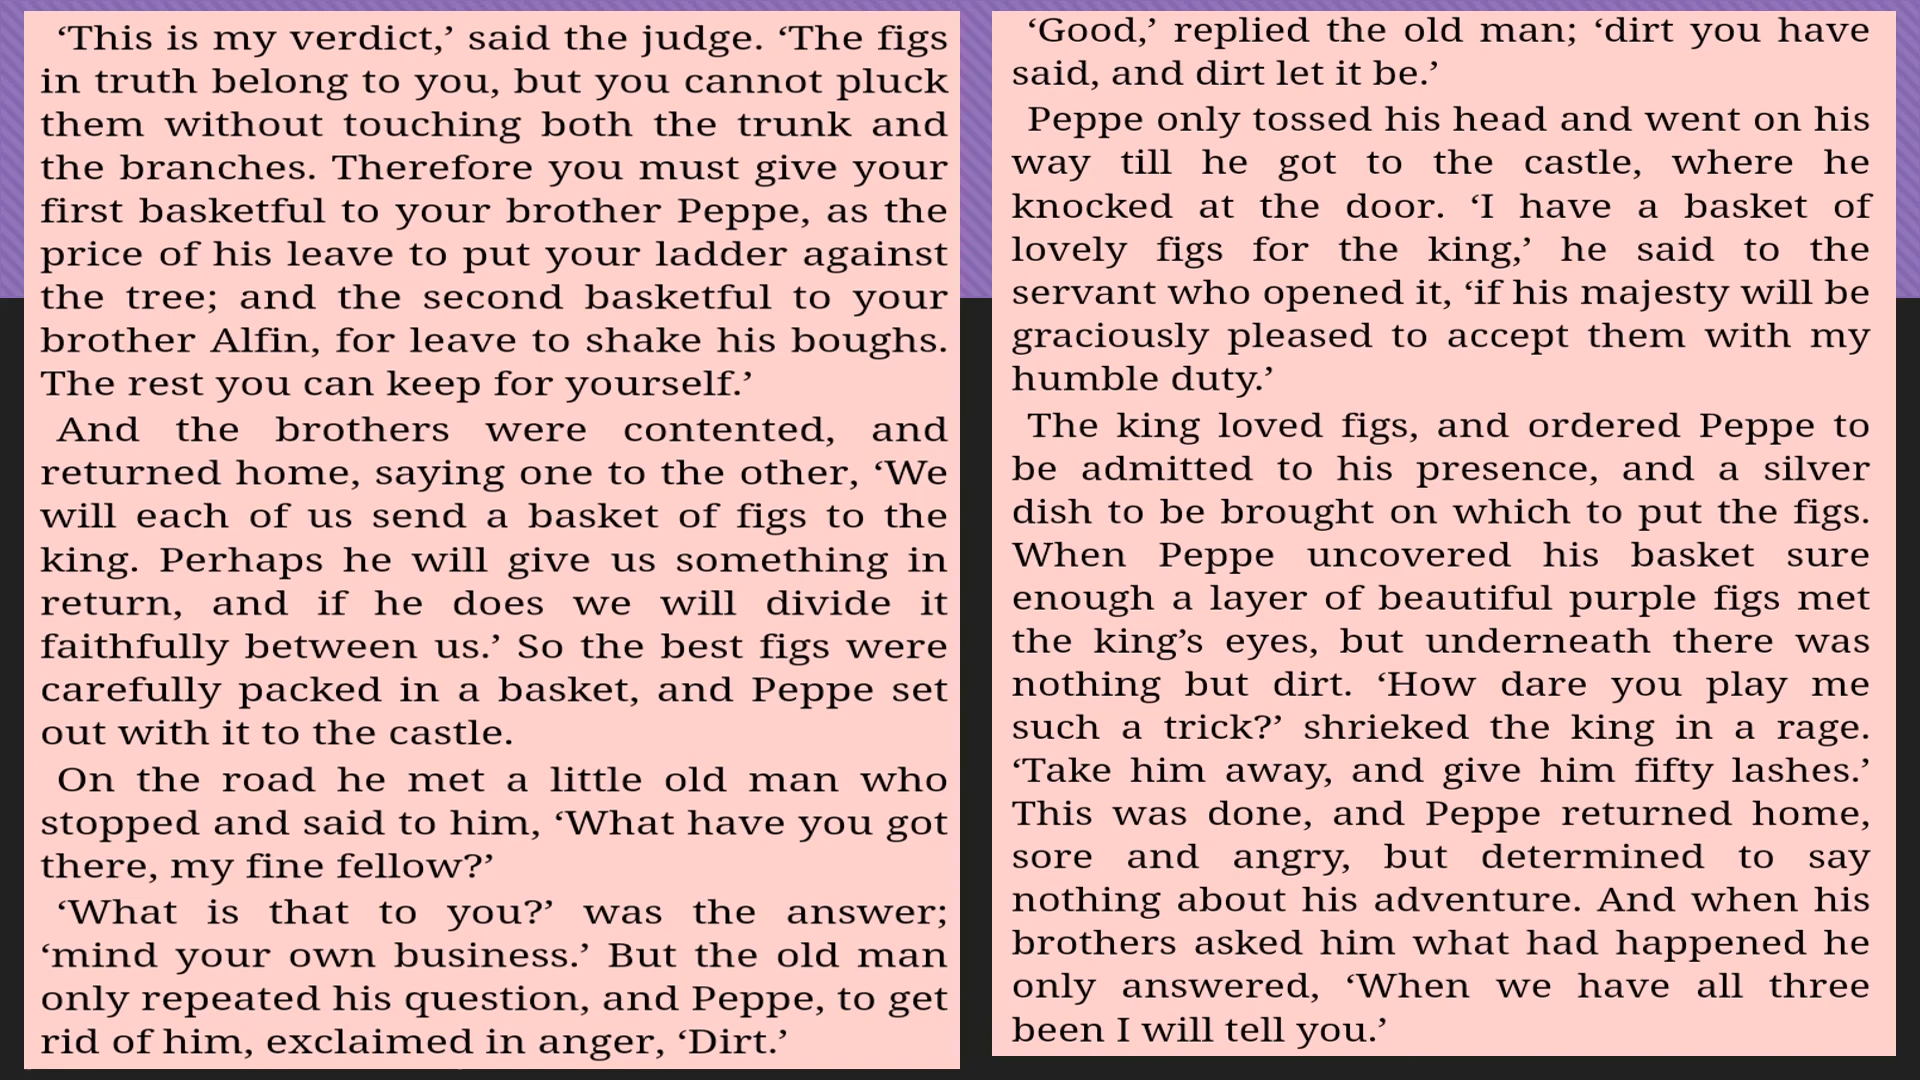 ‘This is my verdict,’ said the judge. ‘The figs
in truth belong to you, but you cannot pluck
them without touching both the trunk and
the branches. Therefore you must give your
first basketful to your brother Peppe, as the
price of his leave to put your ladder against
the tree; and the second basketful to your
brother Alfin, for leave to shake his boughs.
The rest you can keep for yourself.’
And the brothers were contented, and
returned home, saying one to the other, ‘We
will each of us send a basket of figs to the
king. Perhaps he will give us something in
return, and if he does we will divide it
faithfully between us.’ So the best figs were
carefully packed in a basket, and Peppe set
out with it to the castle.
On the road he met a little old man who
stopped and said to him, ‘What have you got
there, my fine fellow?’
‘What is that to you?’ was the answer;
‘mind your own business.’ But the old man
only repeated his question, and Peppe, to get
rid of him, exclaimed in anger, ‘Dirt.’
‘Good,’ replied the old man; ‘dirt you have
said, and dirt let it be.’
Peppe only tossed his head and went on his
way till he got to the castle, where he
knocked at the door. ‘I have a basket of
lovely figs for the king,’ he said to the
servant who opened it, ‘if his majesty will be
graciously pleased to accept them with my
humble duty.’
The king loved figs, and ordered Peppe to
be admitted to his presence, and a silver
dish to be brought on which to put the figs.
When Peppe uncovered his basket sure
enough a layer of beautiful purple figs met
the king’s eyes, but underneath there was
nothing but dirt. ‘How dare you play me
such a trick?’ shrieked the king in a rage.
‘Take him away, and give him fifty lashes.’
This was done, and Peppe returned home,
sore and angry, but determined to say
nothing about his adventure. And when his
brothers asked him what had happened he
only answered, ‘When we have all three
been I will tell you.’